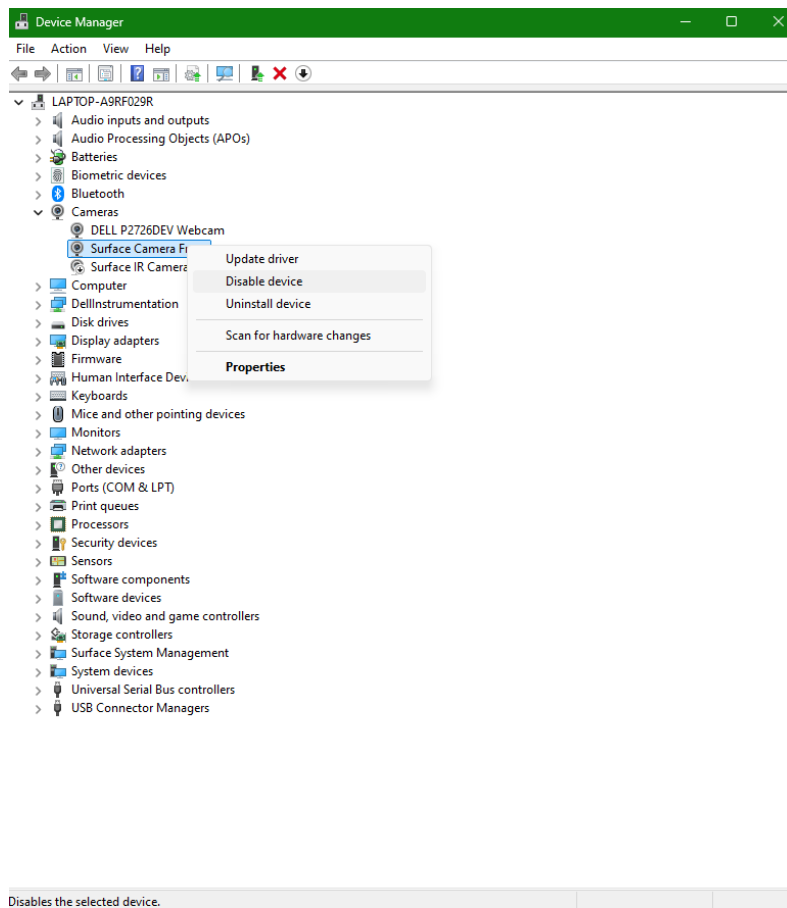 Device Manager
File Action View Help
LAPTOP-A9RF029R
Audio inputs and outputs
Audio Processing Objects (APOs)
Batteries
Biometric devices
Bluetooth
Cameras
DELL P2726DEV Webcam
Surface Camera
Surface IR Camera
Update driver
Disable device
Uninstall device
Scan for hardware changes
Properties
Computer
DellInstrumentation
Disk drives
Display adapters
Firmware
Human Interface
Keyboards
Mice and other pointing devices
Monitors
Network adapters
Other devices
Ports (COM & LPT)
Print queues
Processors
Security devices
Sensors
Software components
Software devices
Sound, video and game controllers
Storage controllers
Surface System Management
System devices
Universal Serial Bus controllers
USB Connector Managers
Disables the selected device.